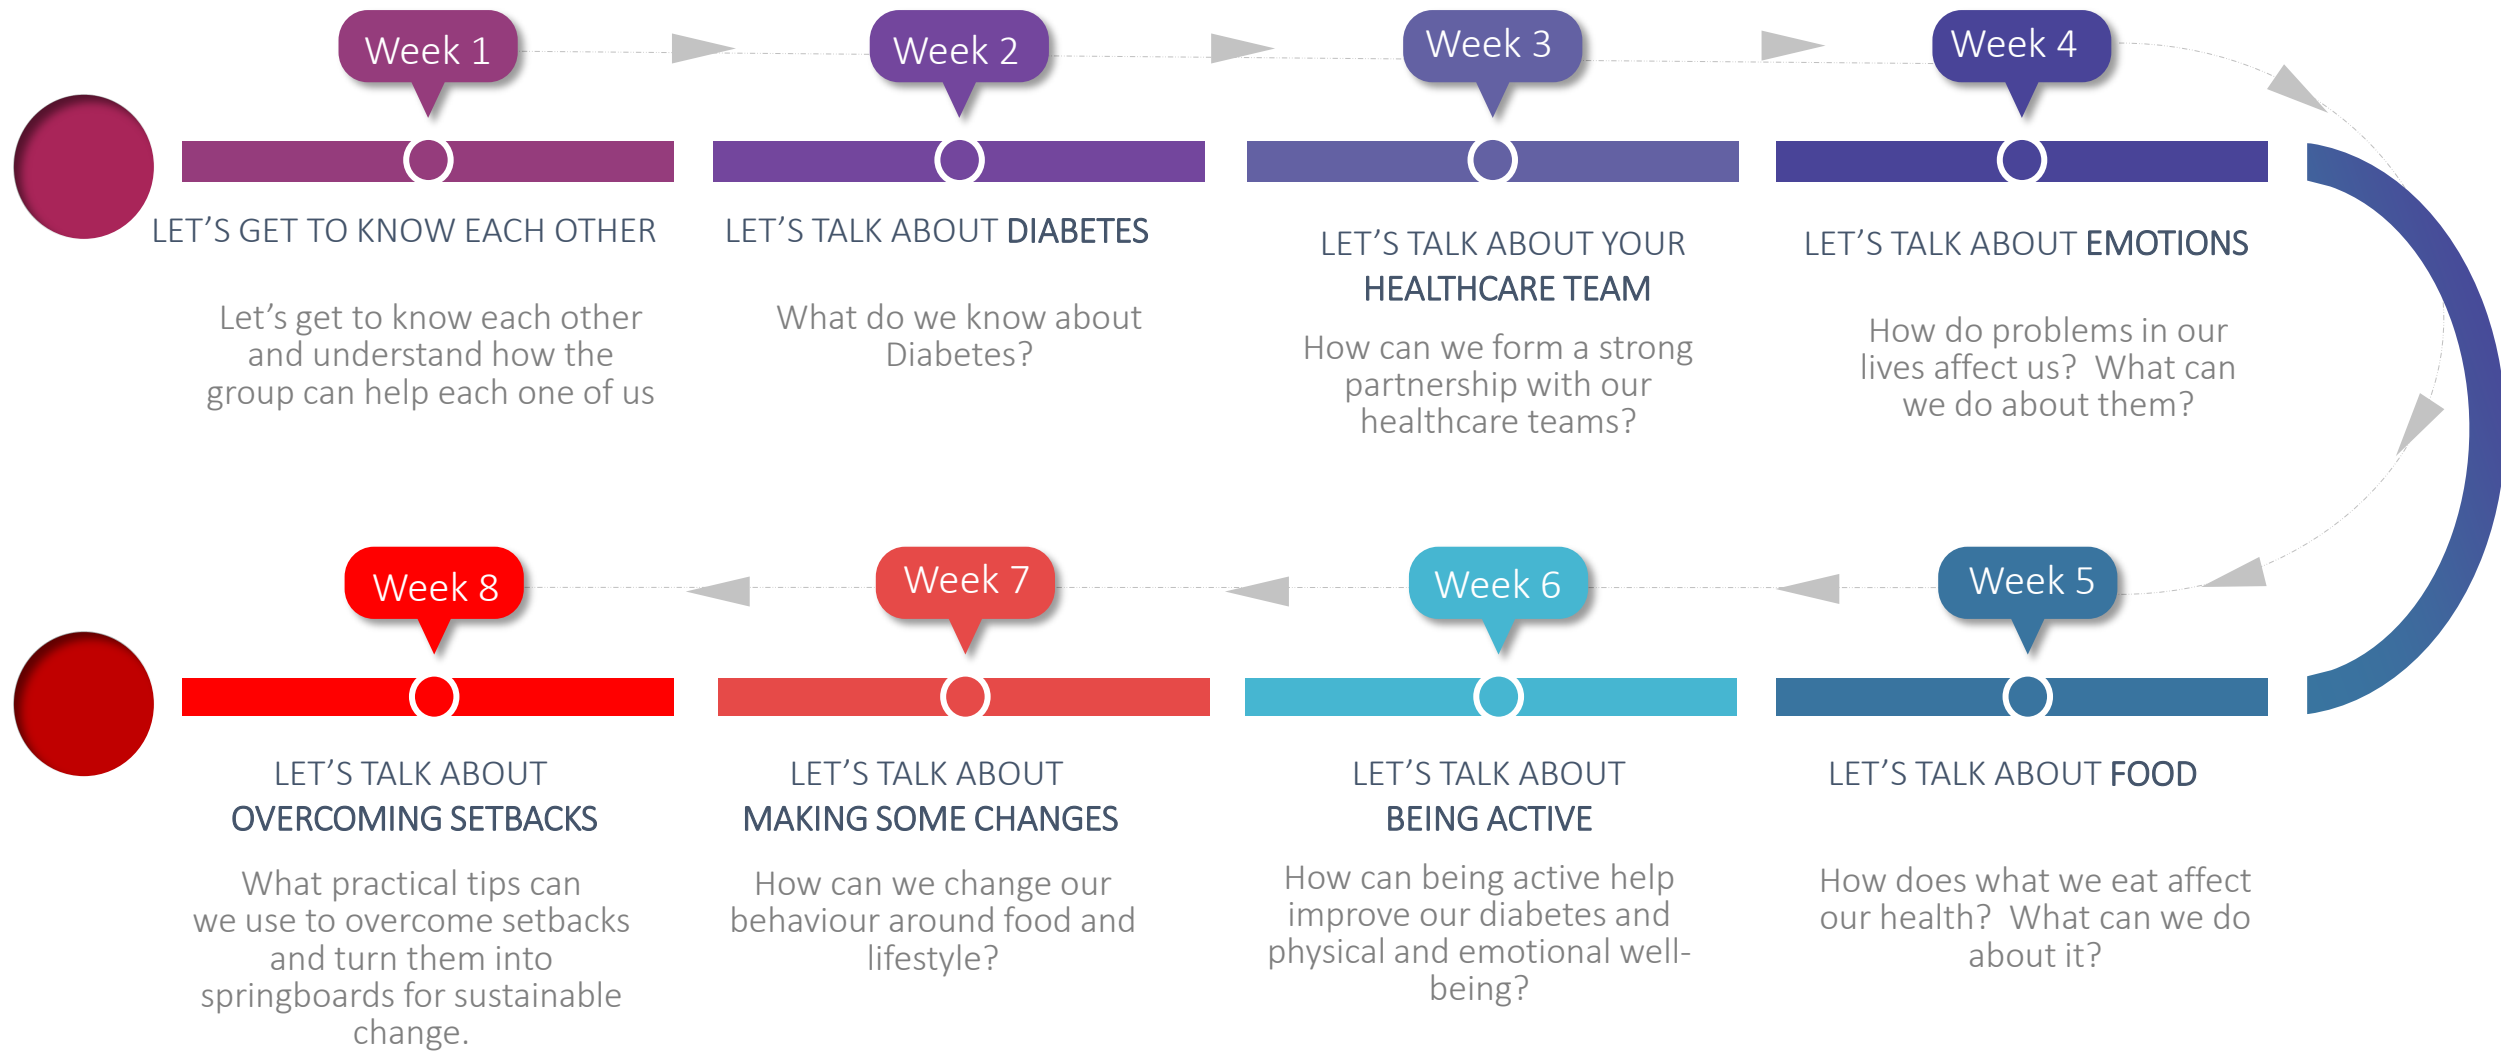 Week 1
LET’S GET TO KNOW EACH OTHER
Let’s get to know each other
and understand how the
group can help each one of us
Week 2
LET’S TALK ABOUT DIABETES
What do we know about
Diabetes?
Week 3
LET’S TALK ABOUT YOUR
HEALTHCARE TEAM
How can we form a strong
partnership with our
healthcare teams?
Week 4
LET’S TALK ABOUT EMOTIONS
How do problems in our
lives affect us?  What can
we do about them?
Week 5
LET’S TALK ABOUT FOOD
How does what we eat affect
our health?  What can we do
about it?
Week 6
LET’S TALK ABOUT
BEING ACTIVE
How can being active help
improve our diabetes and
physical and emotional well-
being?
Week 7
LET’S TALK ABOUT
MAKING SOME CHANGES
How can we change our
behaviour around food and
lifestyle?
Week 8
LET’S TALK ABOUT
OVERCOMING SETBACKS
What practical tips can
we use to overcome setbacks
and turn them into
springboards for sustainable
change.